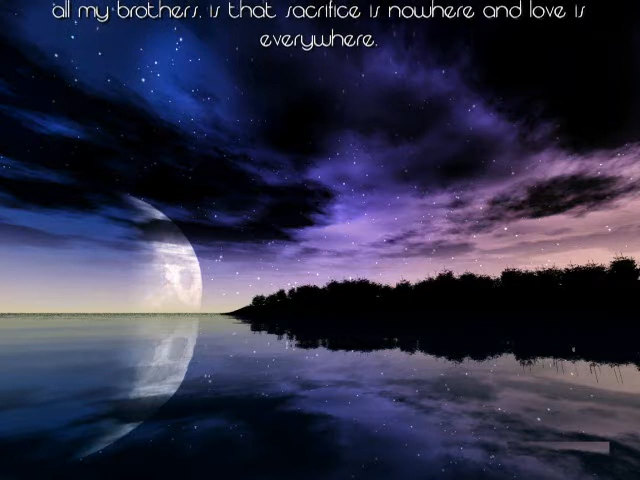 all my brothers, is that sacrifice is nowhere and love is
everywhere.